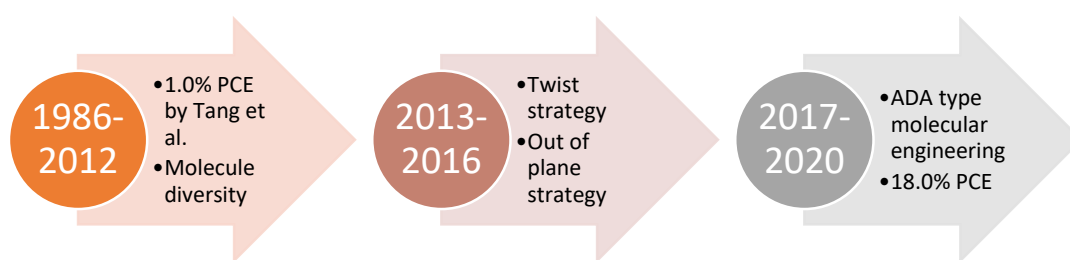 1986-
2012
•1.0% PCE
by Tang et
al.
•Molecule
diversity
2013-
2016
•Twist
strategy
•Out of
plane
strategy
2017-
2020
•ADA type
molecular
engineering
•18.0% PCE